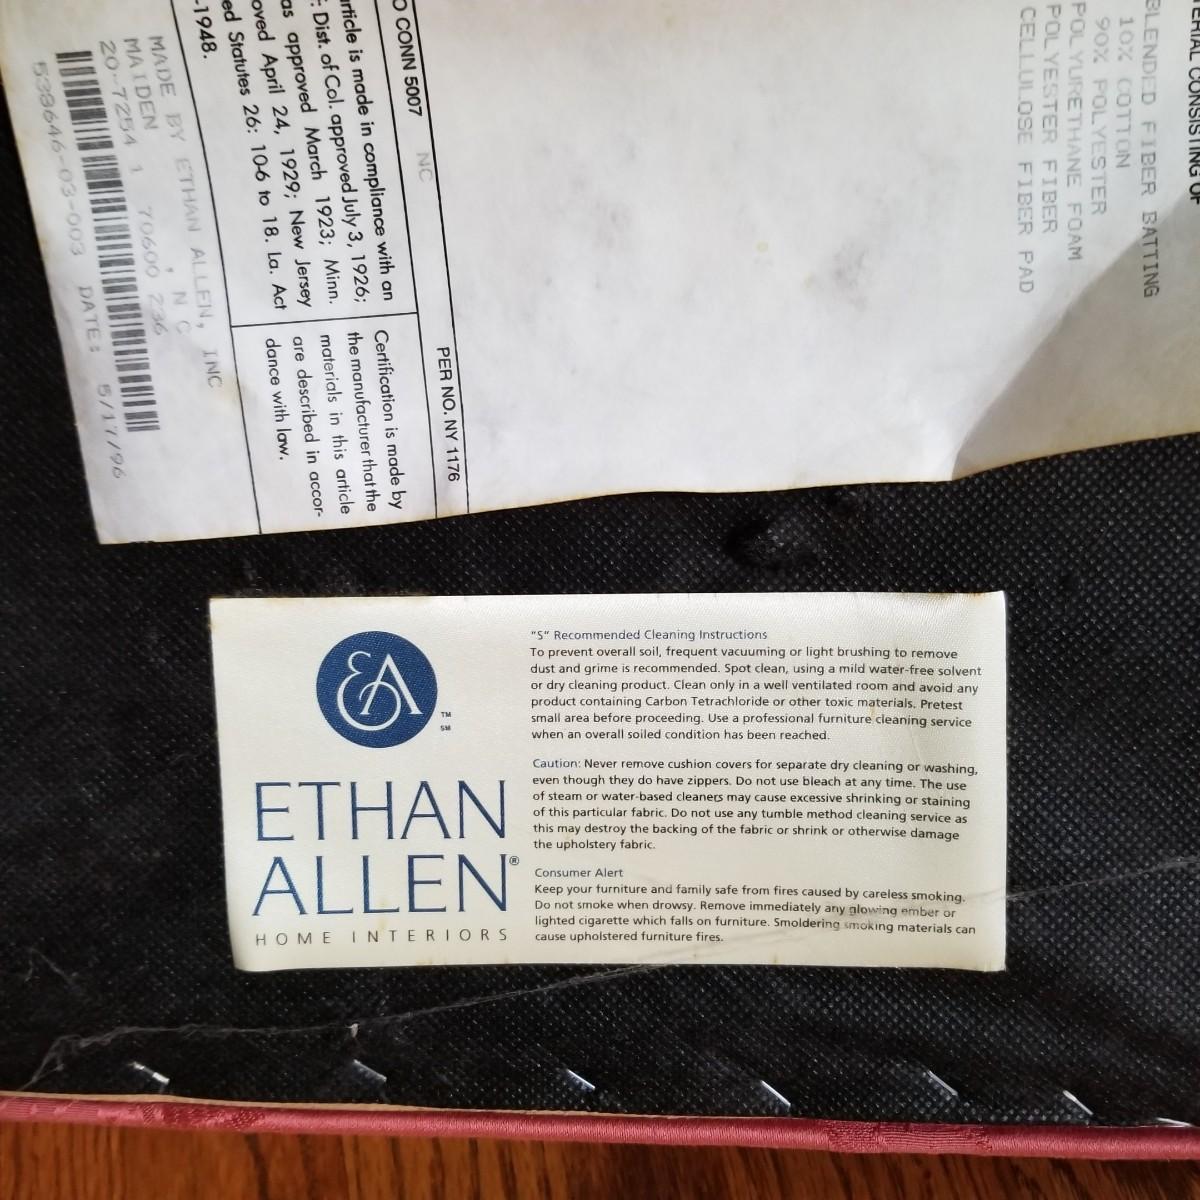 ERIAL CONSISTING OF
BLENDED FIBER BATTING
10% COTTON
90% POLYESTER
POLYURETHANE FOAM
POLYESTER FIBER
CELLULOSE FIBER PAD
PER NO. NY 1176
O CONN 5007 NC
article is made in compliance with an
: Dist. of Col. approved July 3, 1926;
as approved March 1923; Minn.
oved April 24, 1929; New Jersey
ed Statutes 26: 10-6 to 18. La. Act
-1948.
Certification is made by
the manufacturer that the
materials in this article
are described in accor-
dance with law.
MADE BY ETHAN ALLEN, INC
MAIDEN , N C
20-7254 1 70600 236
538646-03-003 DATE: 5/17/96
EA
TM
SM
ETHAN
ALLEN®
HOME INTERIORS
"S" Recommended Cleaning Instructions
To prevent overall soil, frequent vacuuming or light brushing to remove
dust and grime is recommended. Spot clean, using a mild water-free solvent
or dry cleaning product. Clean only in a well ventilated room and avoid any
product containing Carbon Tetrachloride or other toxic materials. Pretest
small area before proceeding. Use a professional furniture cleaning service
when an overall soiled condition has been reached.
Caution: Never remove cushion covers for separate dry cleaning or washing,
even though they do have zippers. Do not use bleach at any time. The use
of steam or water-based cleaners may cause excessive shrinking or staining
of this particular fabric. Do not use any tumble method cleaning service as
this may destroy the backing of the fabric or shrink or otherwise damage
the upholstery fabric.
Consumer Alert
Keep your furniture and family safe from fires caused by careless smoking.
Do not smoke when drowsy. Remove immediately any glowing ember or
lighted cigarette which falls on furniture. Smoldering smoking materials can
cause upholstered furniture fires.